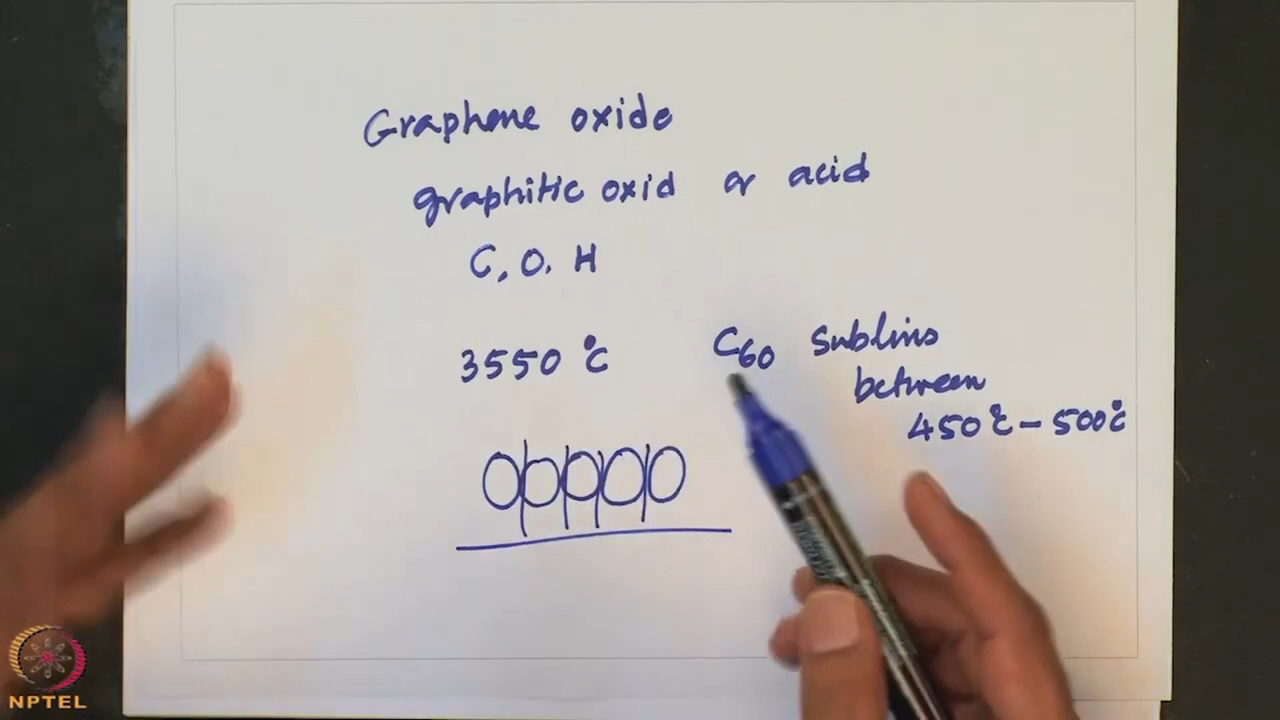 Graphene oxide
graphitic oxid or acid
C, O, H
3550 °C
C60 Sublims
between
450°C - 500°C
NPTEL